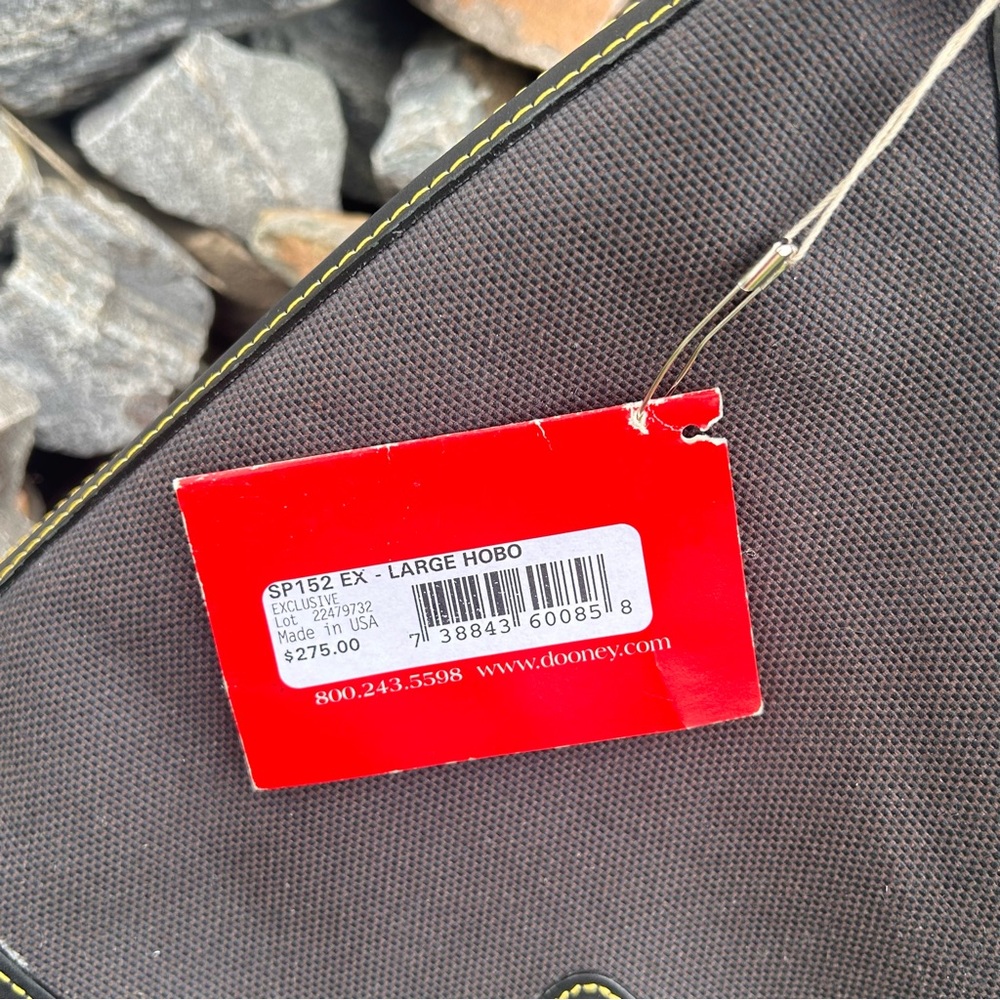 SP152 EX - LARGE HOBO
EXCLUSIVE
Lot 22479732
Made in USA
$275.00
7 38843 60085 8
800.243.5598 www.dooney.com